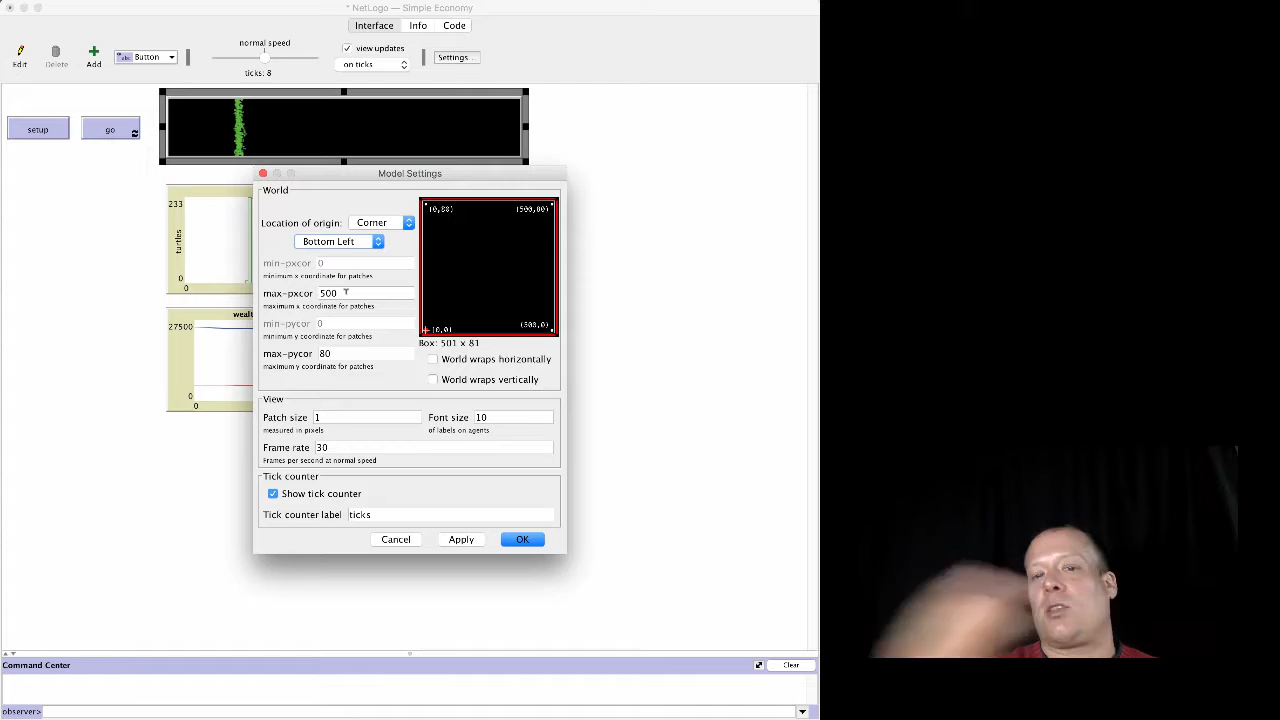 * NetLogo — Simple Economy
Interface Info Code
Edit
Delete
Add
abc Button
normal speed
ticks: 8
view updates
on ticks
Settings...
setup
go
233
turtles
0
0
wealt
27500
0
0
Model Settings
World
Location of origin: Corner
Bottom Left
min-pxcor 0
minimum x coordinate for patches
max-pxcor 500
maximum x coordinate for patches
min-pycor 0
minimum y coordinate for patches
max-pycor 80
maximum y coordinate for patches
(0,80) (500,80)
(0,0) (500,0)
Box: 501 x 81
World wraps horizontally
World wraps vertically
View
Patch size 1
measured in pixels
Font size 10
of labels on agents
Frame rate 30
Frames per second at normal speed
Tick counter
Show tick counter
Tick counter label ticks
Cancel Apply OK
Command Center
Clear
observer>